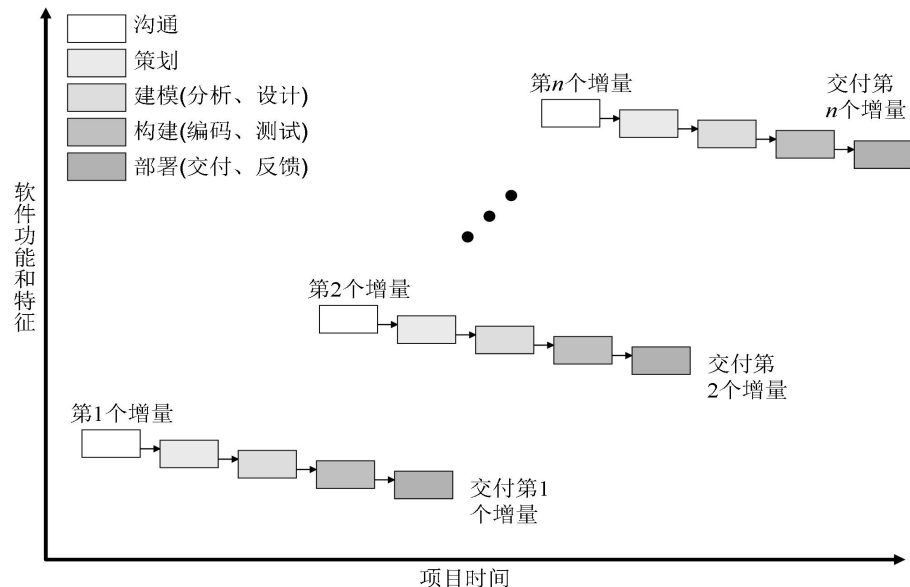 沟通
策划
建模(分析、设计)
构建(编码、测试)
部署(交付、反馈)
第n个增量
交付第
n个增量
软件功能和特征
第2个增量
交付第
2个增量
第1个增量
交付第1
个增量
项目时间